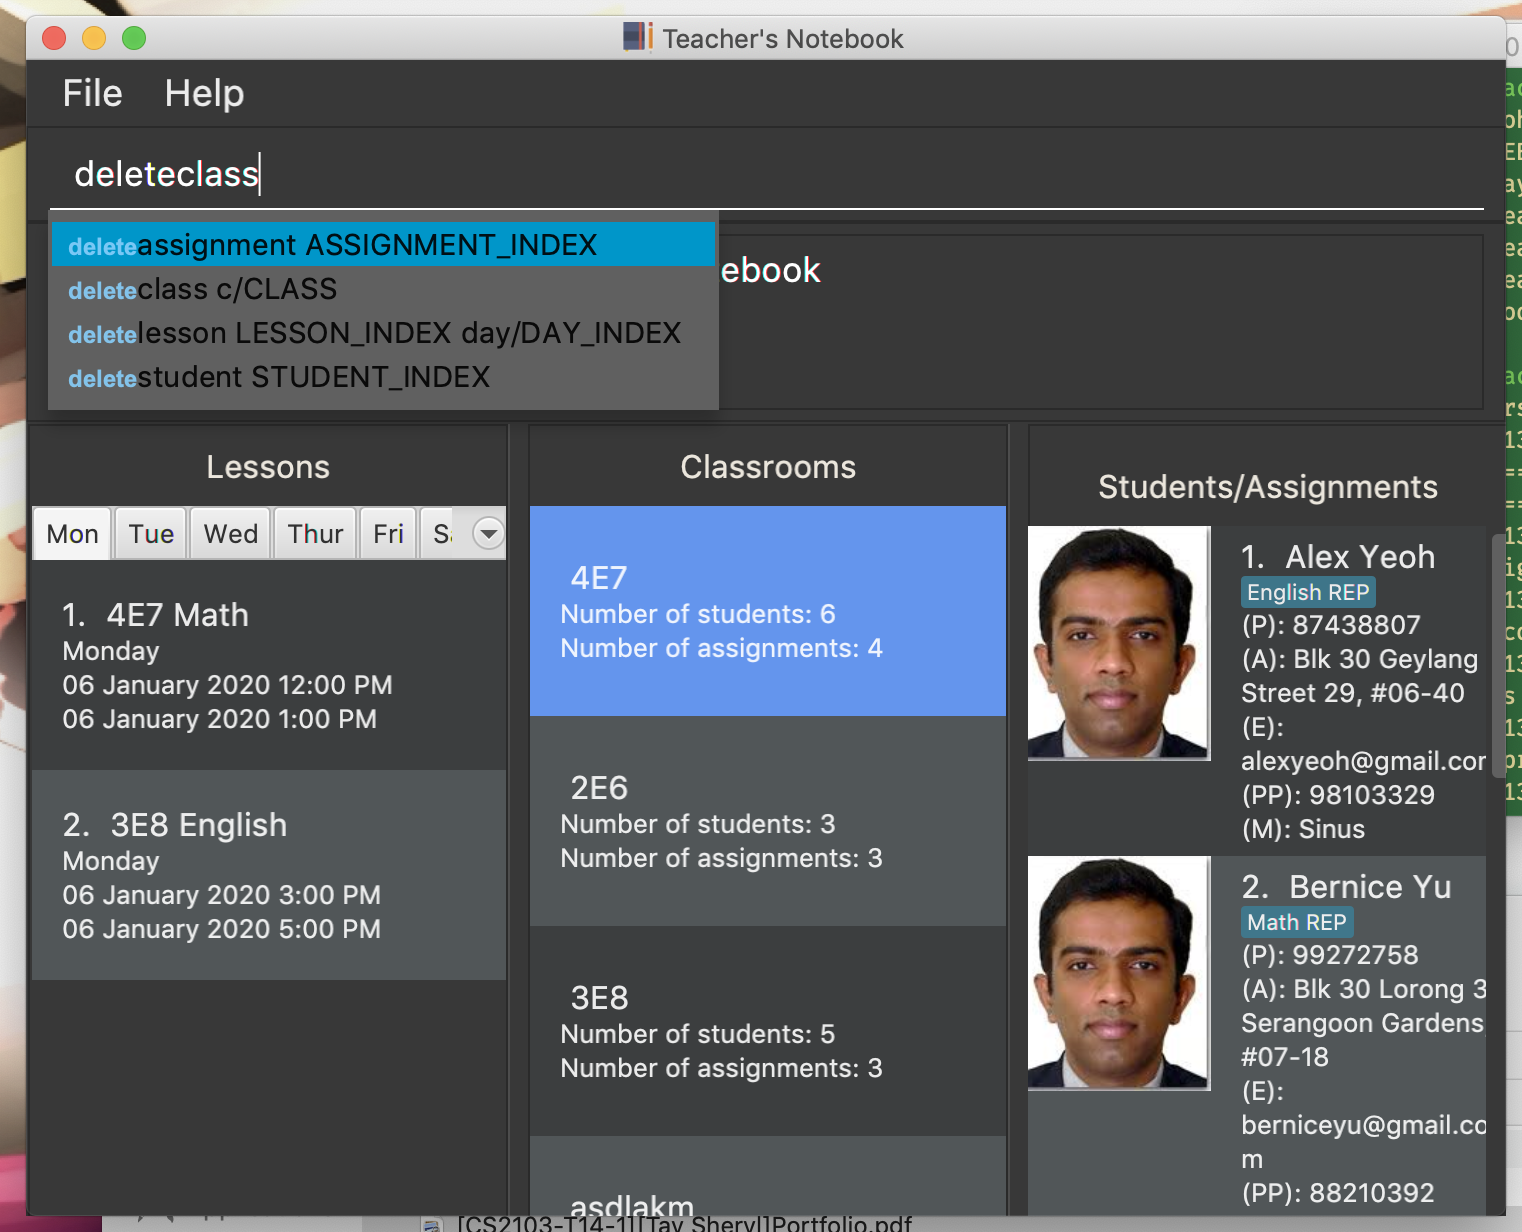 Teacher's Notebook
File Help
deleteclass
deleteassignment ASSIGNMENT_INDEX
deleteclass c/CLASS
deletelesson LESSON_INDEX day/DAY_INDEX
deletestudent STUDENT_INDEX
ebook
Lessons
Mon Tue Wed Thur Fri
1. 4E7 Math
Monday
06 January 2020 12:00 PM
06 January 2020 1:00 PM
2. 3E8 English
Monday
06 January 2020 3:00 PM
06 January 2020 5:00 PM
Classrooms
4E7
Number of students: 6
Number of assignments: 4
2E6
Number of students: 3
Number of assignments: 3
3E8
Number of students: 5
Number of assignments: 3
asdlakm
Students/Assignments
1. Alex Yeoh
English REP
(P): 87438807
(A): Blk 30 Geylang
Street 29, #06-40
(E):
alexyeoh@gmail.com
(PP): 98103329
(M): Sinus
2. Bernice Yu
Math REP
(P): 99272758
(A): Blk 30 Lorong 3
Serangoon Gardens,
#07-18
(E):
berniceyu@gmail.co
m
(PP): 88210392
[CS2103-T14-1][Tay Sheryl]Portfolio.pdf